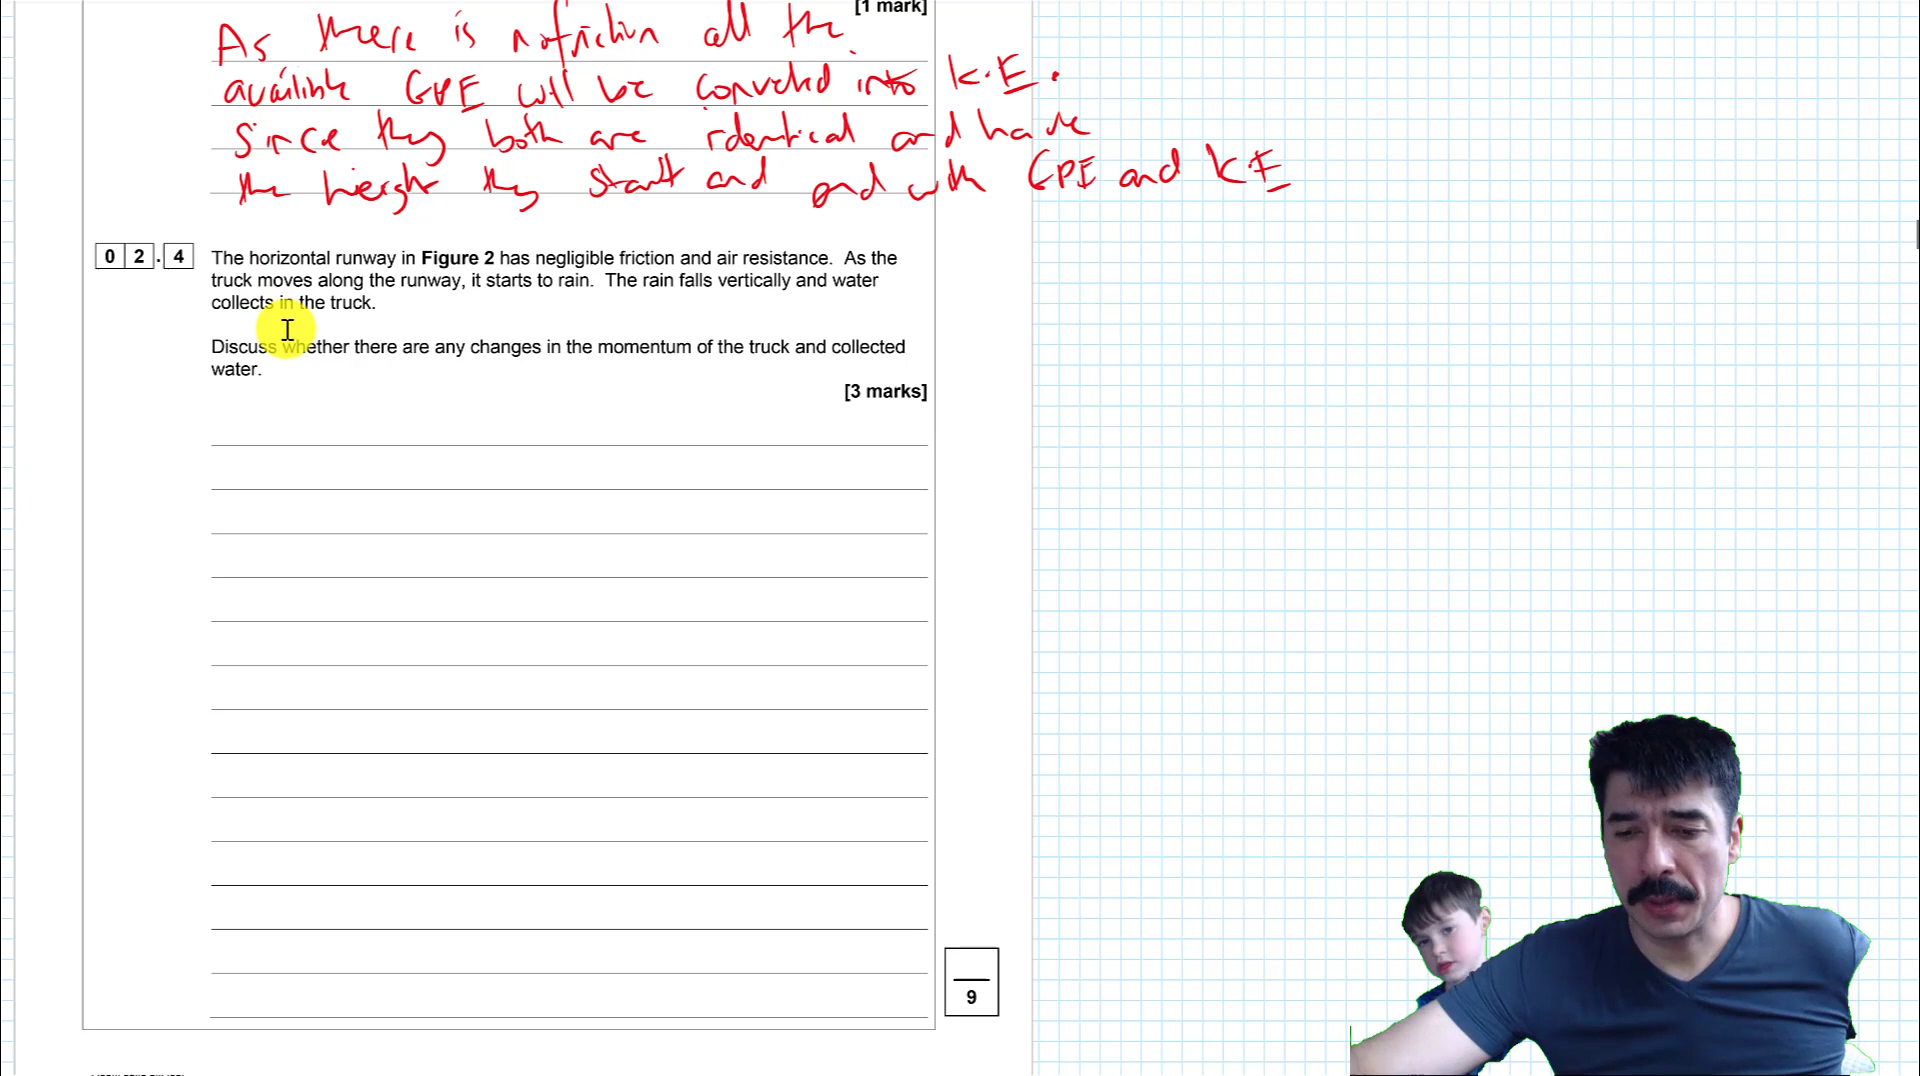 [1 mark]
As there is no friction all the
available GPE will be converted into K.E.
Since they both are identical and have
the height they start and end with GPE and KE
0 2 . 4 The horizontal runway in Figure 2 has negligible friction and air resistance. As the
truck moves along the runway, it starts to rain. The rain falls vertically and water
collects in the truck.
Discuss whether there are any changes in the momentum of the truck and collected
water.
[3 marks]
9